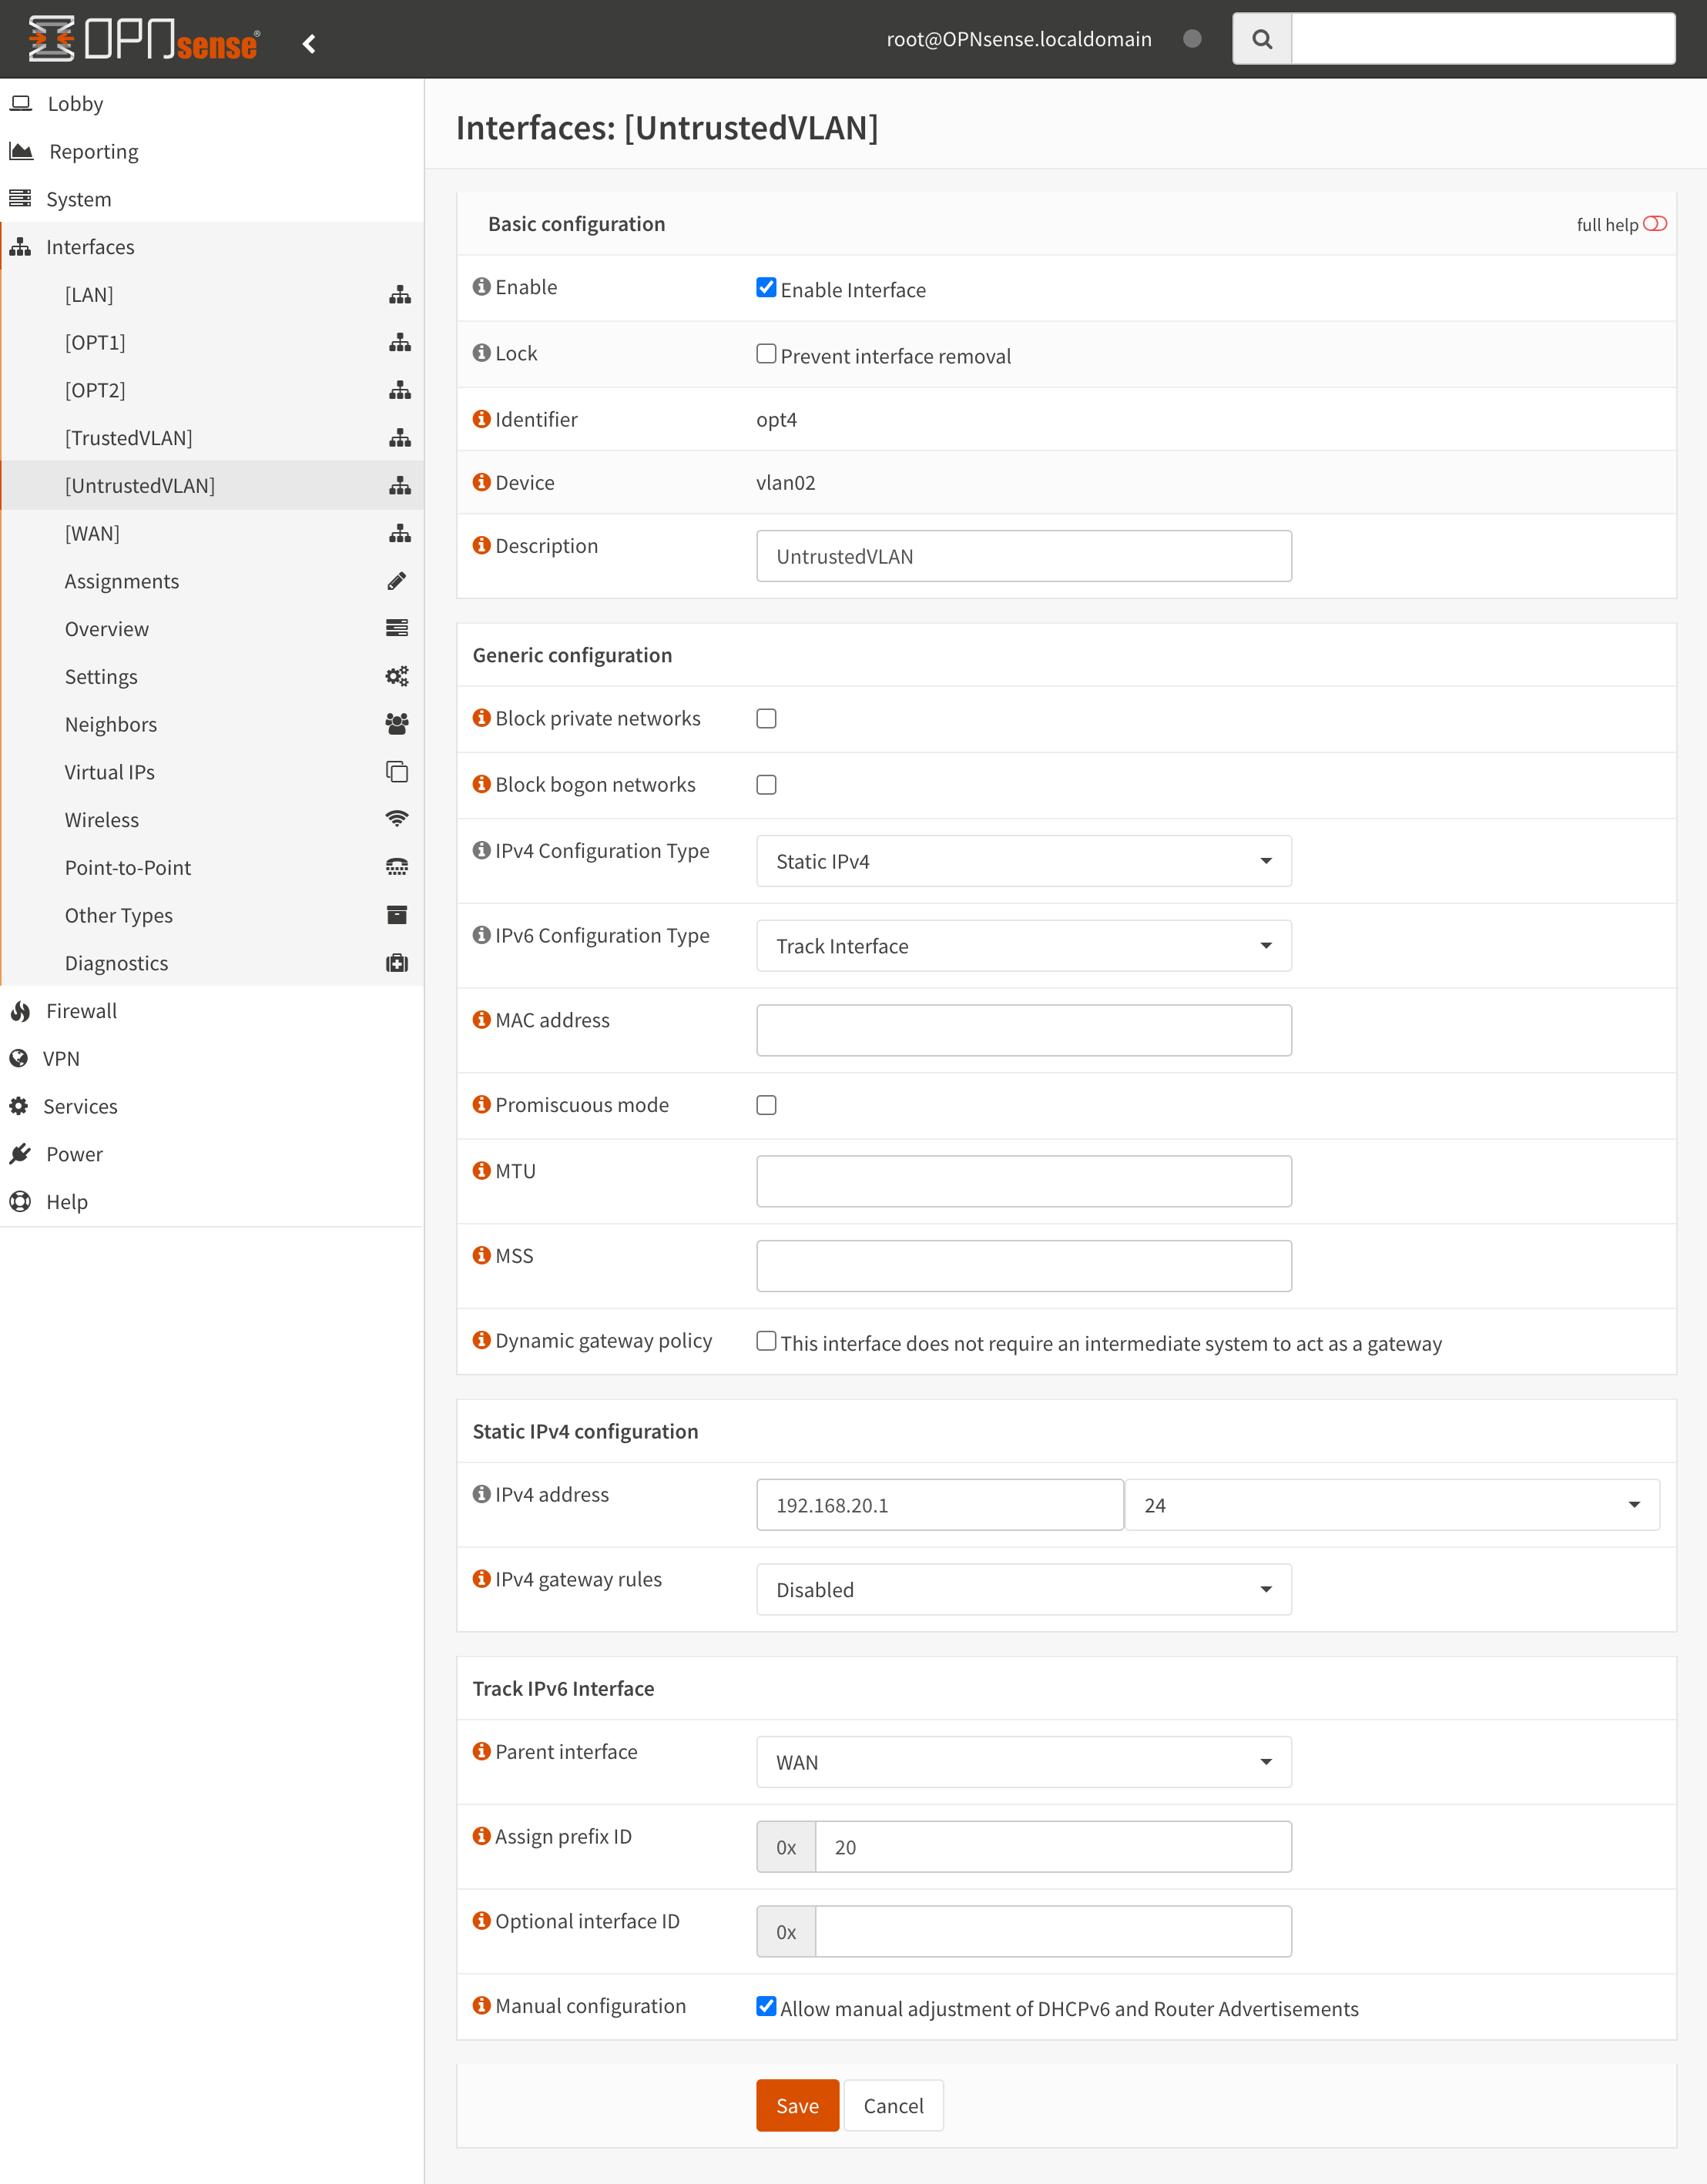 OPNsense®
root@OPNsense.localdomain
Lobby
Reporting
System
Interfaces
[LAN]
[OPT1]
[OPT2]
[TrustedVLAN]
[UntrustedVLAN]
[WAN]
Assignments
Overview
Settings
Neighbors
Virtual IPs
Wireless
Point-to-Point
Other Types
Diagnostics
Firewall
VPN
Services
Power
Help
Interfaces: [UntrustedVLAN]
Basic configuration
full help
Enable
Enable Interface
Lock
Prevent interface removal
Identifier
opt4
Device
vlan02
Description
UntrustedVLAN
Generic configuration
Block private networks
Block bogon networks
IPv4 Configuration Type
Static IPv4
IPv6 Configuration Type
Track Interface
MAC address
Promiscuous mode
MTU
MSS
Dynamic gateway policy
This interface does not require an intermediate system to act as a gateway
Static IPv4 configuration
IPv4 address
192.168.20.1
24
IPv4 gateway rules
Disabled
Track IPv6 Interface
Parent interface
WAN
Assign prefix ID
0x
20
Optional interface ID
0x
Manual configuration
Allow manual adjustment of DHCPv6 and Router Advertisements
Save
Cancel